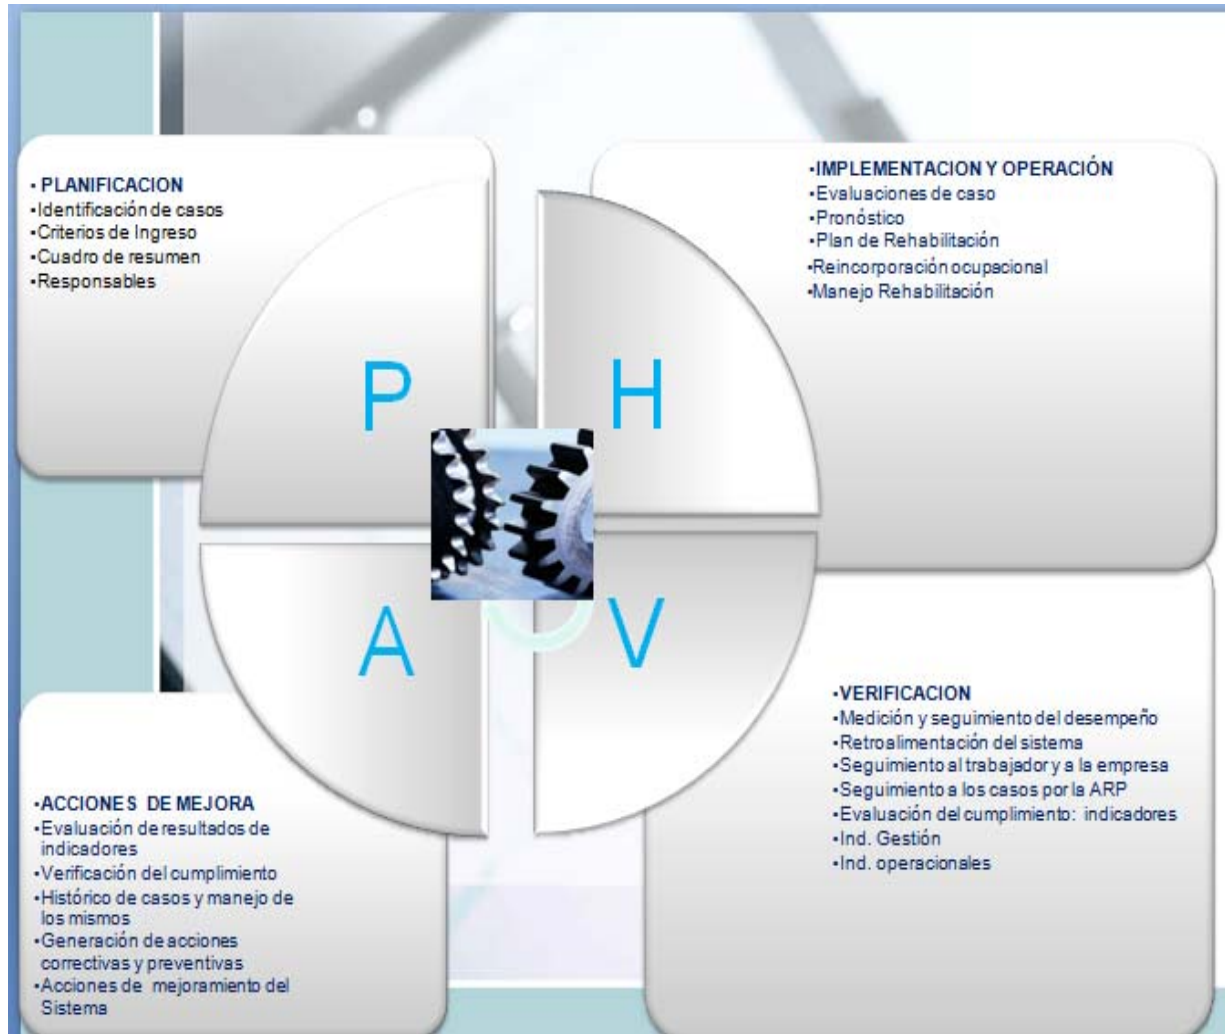 • PLANIFICACION
•Identificación de casos
•Criterios de Ingreso
•Cuadro de resumen
•Responsables
•IMPLEMENTACION Y OPERACIÓN
•Evaluaciones de caso
•Pronóstico
•Plan de Rehabilitación
•Reincorporación ocupacional
•Manejo Rehabilitación
P
H
A
V
•ACCIONES DE MEJORA
•Evaluación de resultados de
indicadores
•Verificación del cumplimiento
•Histórico de casos y manejo de
los mismos
•Generación de acciones
correctivas y preventivas
•Acciones de mejoramiento del
Sistema
•VERIFICACION
•Medición y seguimiento del desempeño
•Retroalimentación del sistema
•Seguimiento al trabajador y a la empresa
•Seguimiento a los casos por la ARP
•Evaluación del cumplimiento: indicadores
•Ind. Gestión
•Ind. operacionales